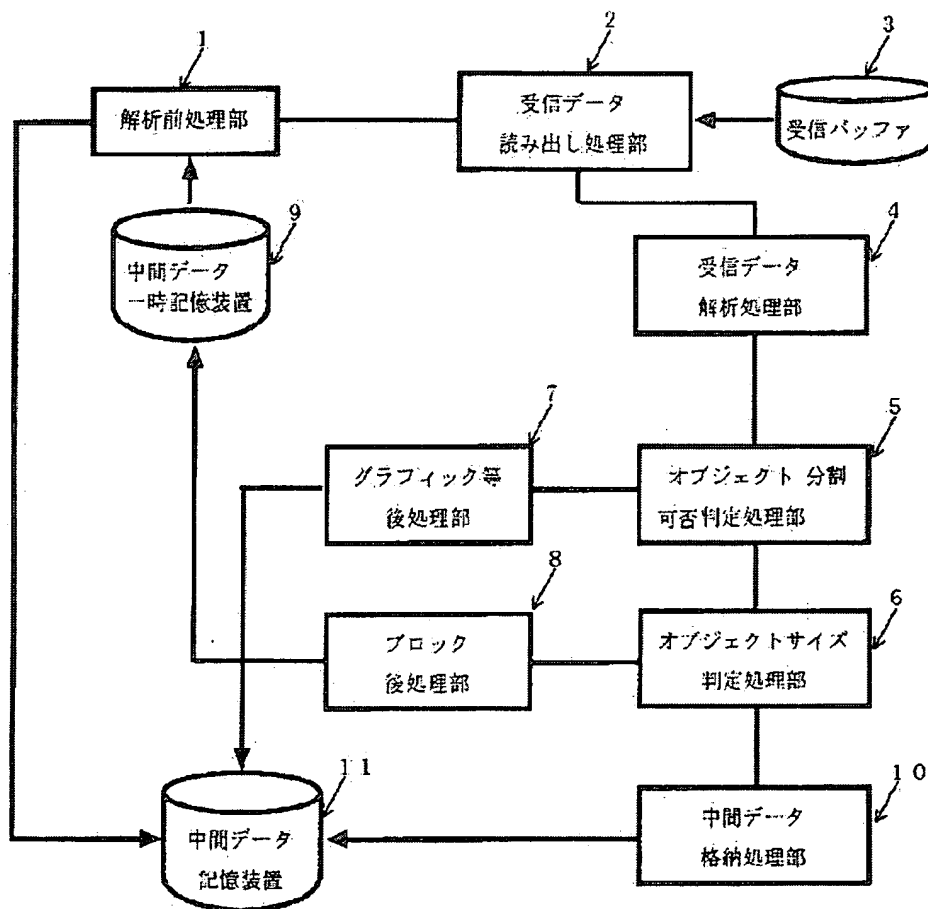 1
解析前処理部
2
受信データ
読み出し処理部
3
受信バッファ
9
中間データ
一時記憶装置
4
受信データ
解析処理部
7
グラフィック等
後処理部
5
オブジェクト 分割
可否判定処理部
8
ブロック
後処理部
6
オブジェクトサイズ
判定処理部
11
中間データ
記憶装置
10
中間データ
格納処理部